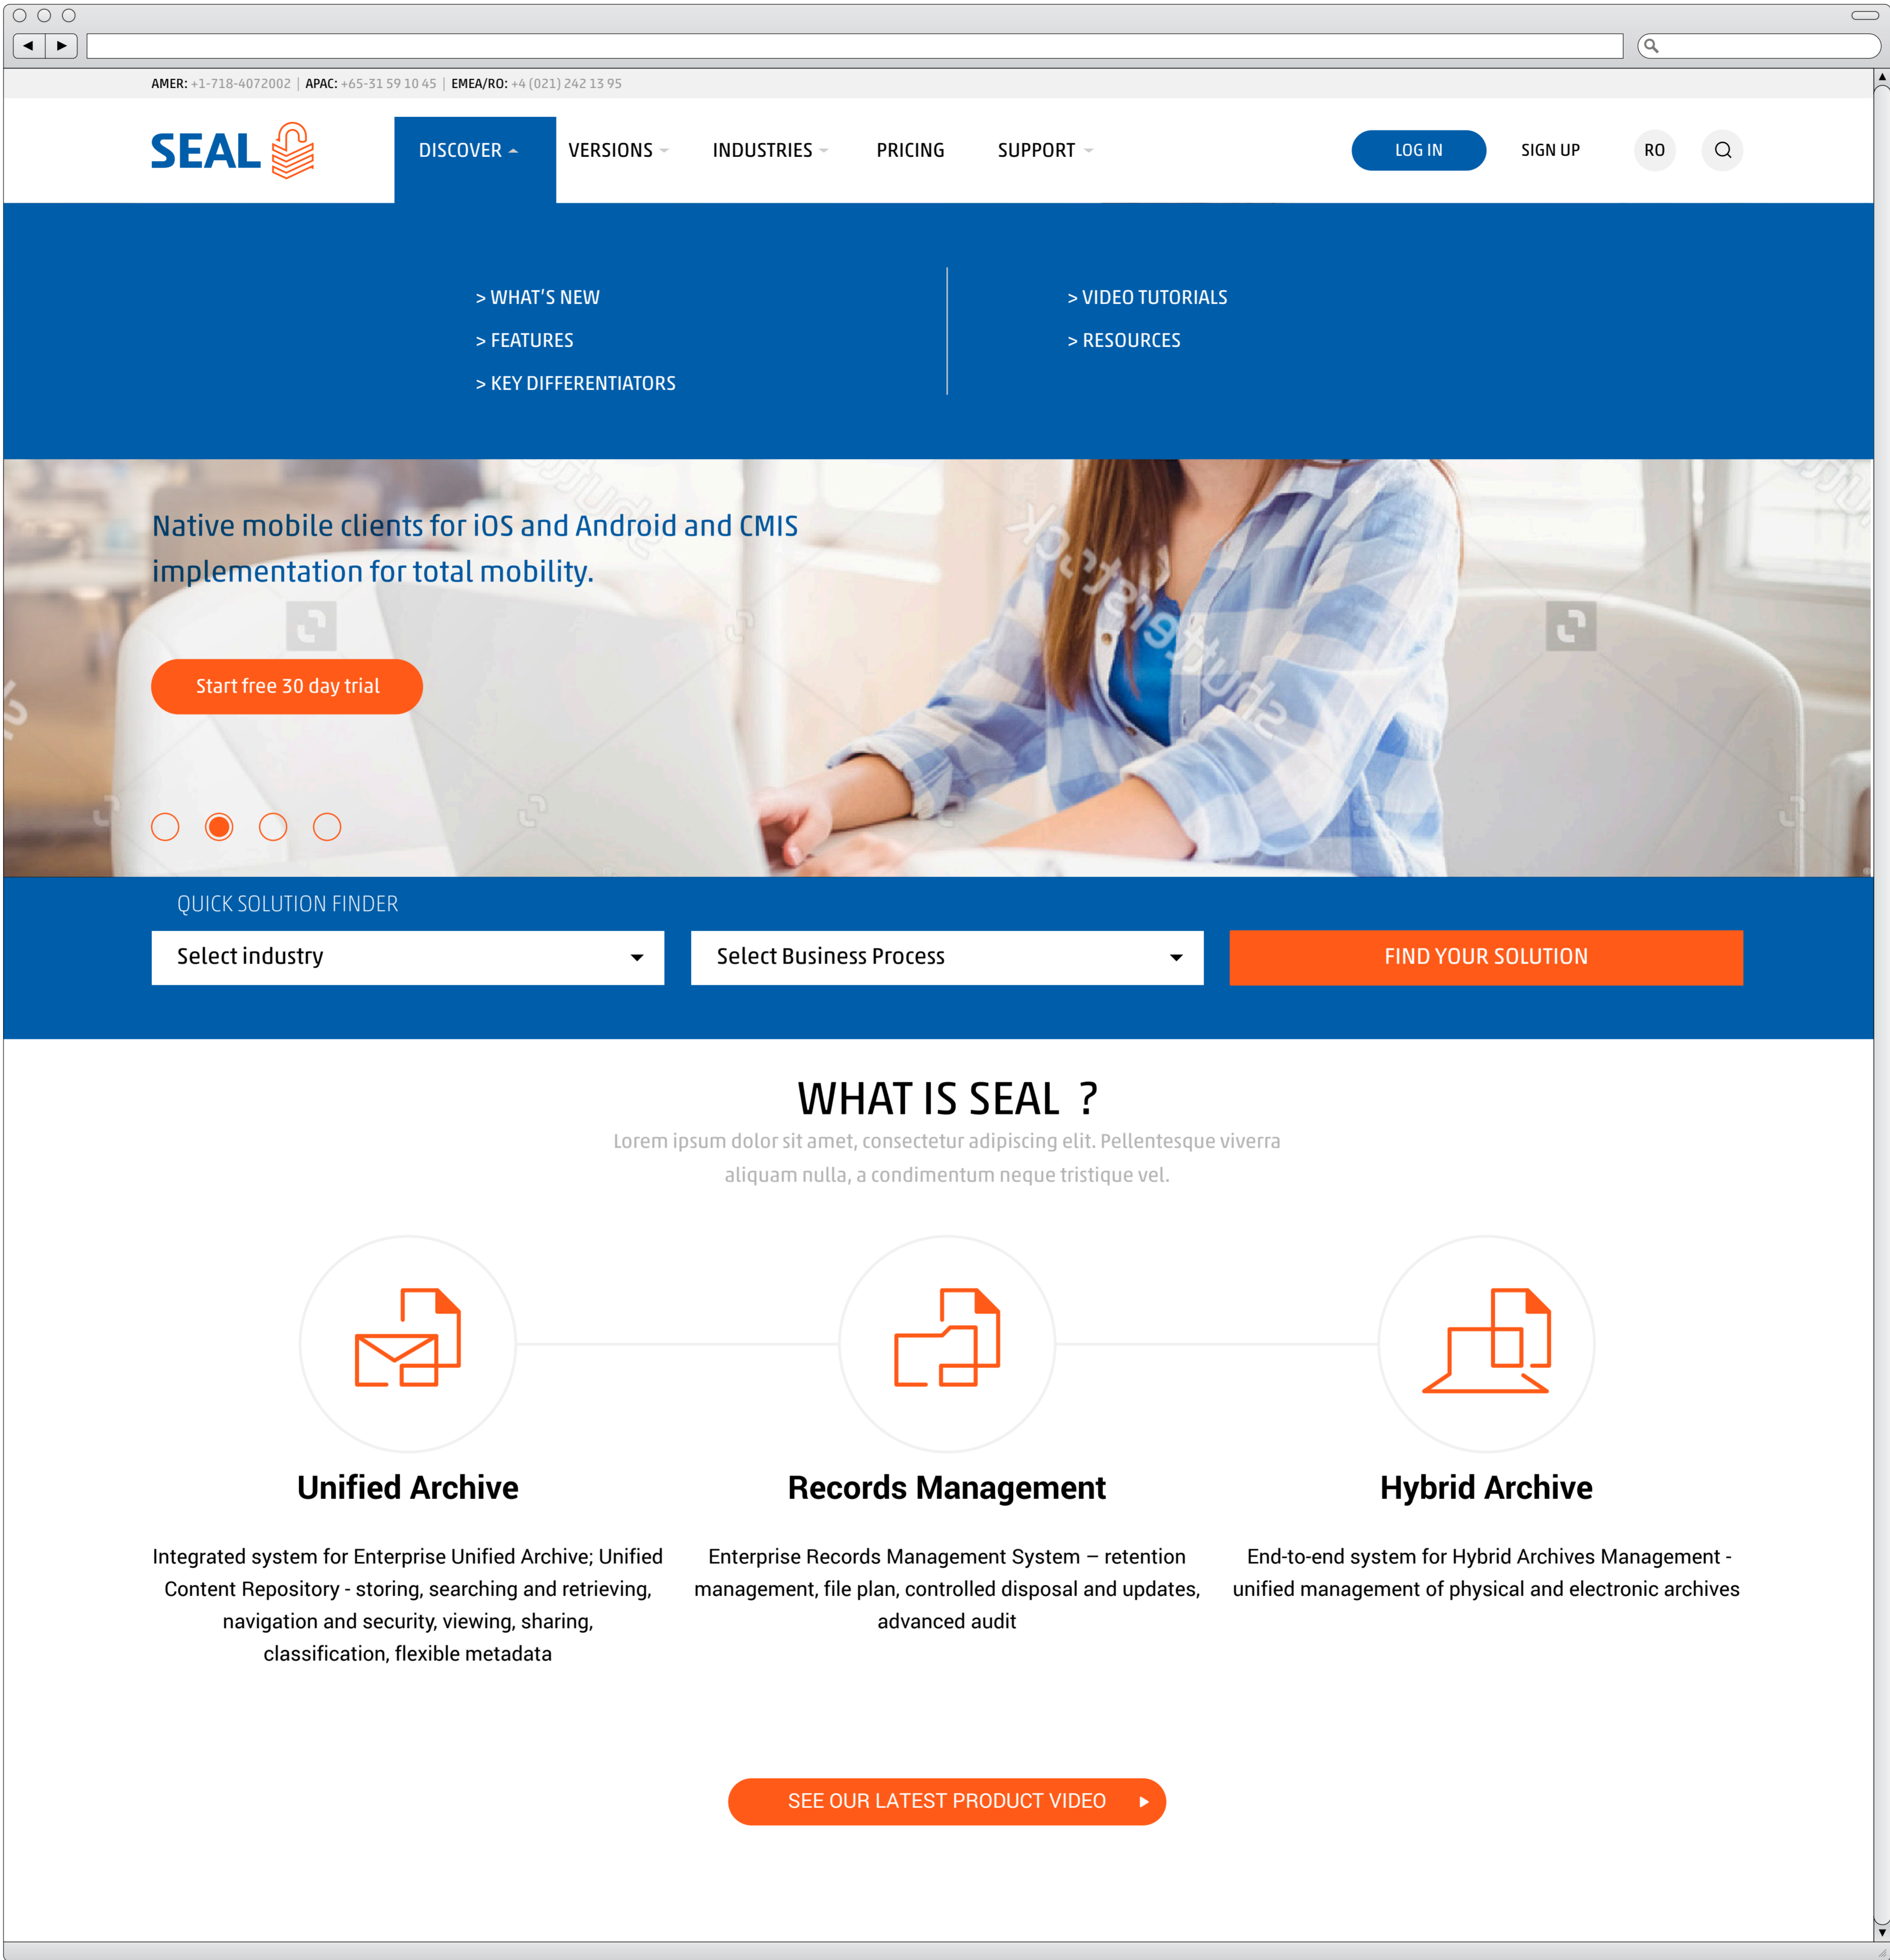 AMER: +1-718-4072002 | APAC: +65-31 59 10 45 | EMEA/RO: +4 (021) 242 13 95
SEAL DISCOVER VERSIONS INDUSTRIES PRICING SUPPORT LOG IN SIGN UP RO
> WHAT'S NEW
> FEATURES
> KEY DIFFERENTIATORS
> VIDEO TUTORIALS
> RESOURCES
Native mobile clients for iOS and Android and CMIS
implementation for total mobility.
shutterstock
Start free 30 day trial
QUICK SOLUTION FINDER
Select industry
Select Business Process
FIND YOUR SOLUTION
WHAT IS SEAL ?
Lorem ipsum dolor sit amet, consectetur adipiscing elit. Pellentesque viverra
aliquam nulla, a condimentum neque tristique vel.
Unified Archive
Integrated system for Enterprise Unified Archive; Unified
Content Repository - storing, searching and retrieving,
navigation and security, viewing, sharing,
classification, flexible metadata
Records Management
Enterprise Records Management System – retention
management, file plan, controlled disposal and updates,
advanced audit
Hybrid Archive
End-to-end system for Hybrid Archives Management -
unified management of physical and electronic archives
SEE OUR LATEST PRODUCT VIDEO